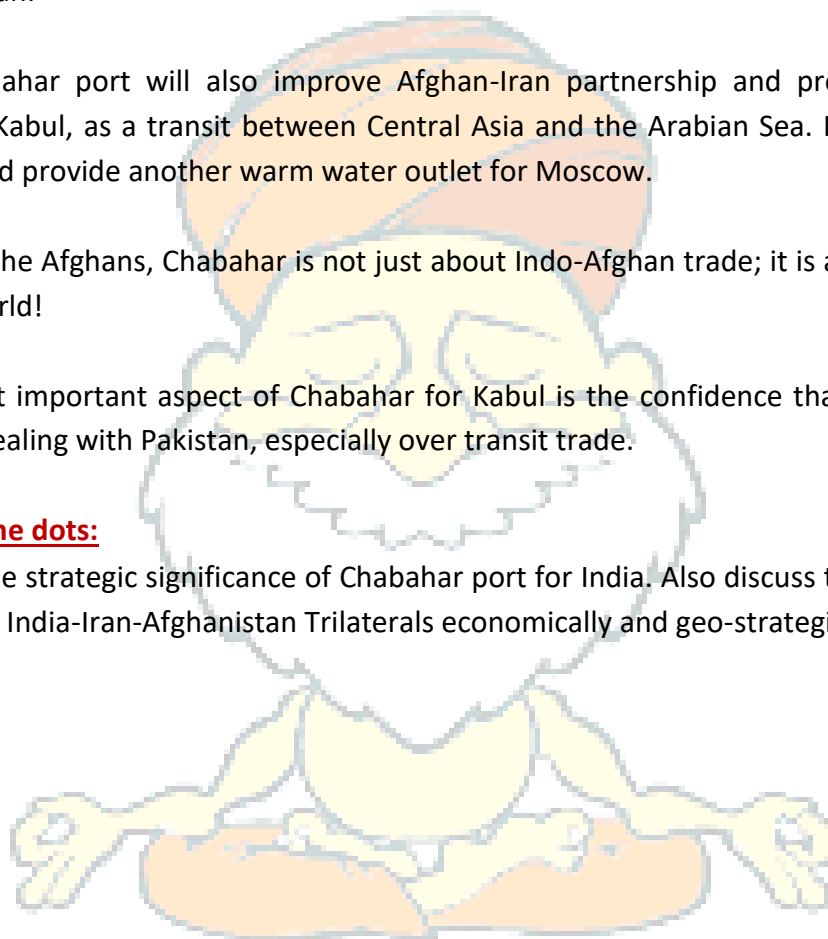 ahar port will also improve Afghan-Iran partnership and pr
Kabul, as a transit between Central Asia and the Arabian Sea.
d provide another warm water outlet for Moscow.
he Afghans, Chabahar is not just about Indo-Afghan trade; it is a
rld!
t important aspect of Chabahar for Kabul is the confidence tha
ealing with Pakistan, especially over transit trade.
ne dots:
e strategic significance of Chabahar port for India. Also discuss t
India-Iran-Afghanistan Trilaterals economically and geo-strategi